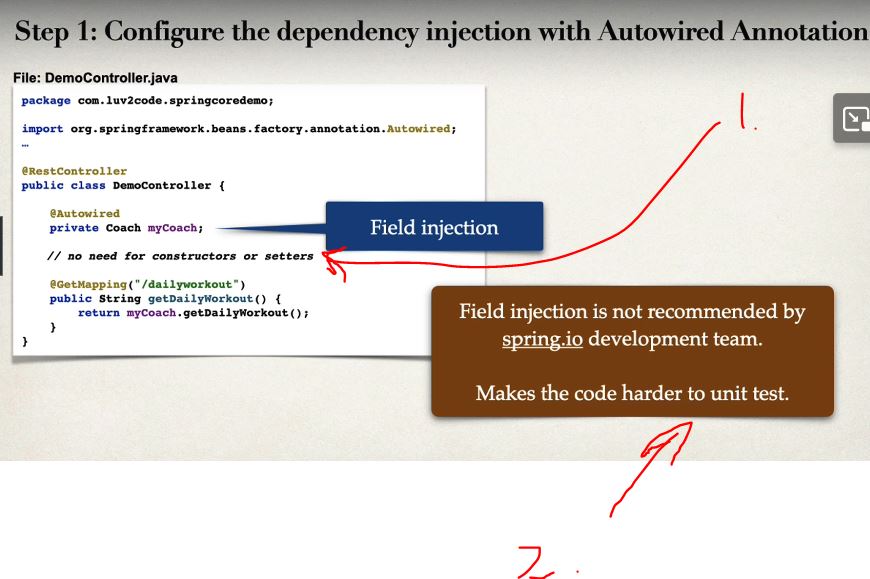 Step 1: Configure the dependency injection with Autowired Annotation
File: DemoController.java
package com.luv2code.springcoredemo;
import org.springframework.beans.factory.annotation.Autowired;
…
@RestController
public class DemoController {
@Autowired
private Coach myCoach;
// no need for constructors or setters
@GetMapping("/dailyworkout")
public String getDailyWorkout() {
return myCoach.getDailyWorkout();
}
}
Field injection
1.
Field injection is not recommended by
spring.io development team.
Makes the code harder to unit test.
2.